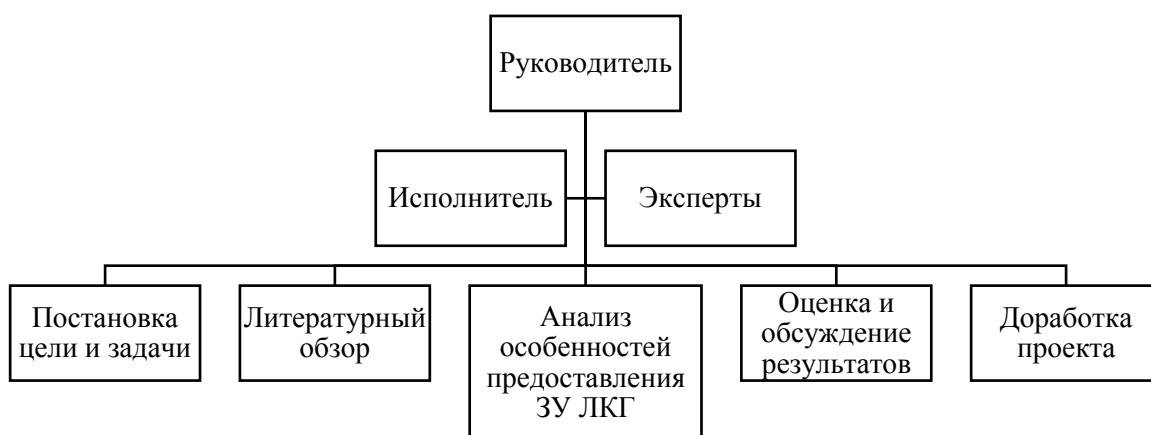 Руководитель
Исполнитель
Эксперты
Постановка
цели и задачи
Литературный
обзор
Анализ
особенностей
предоставления
ЗУ ЛКГ
Оценка и
обсуждение
результатов
Доработка
проекта